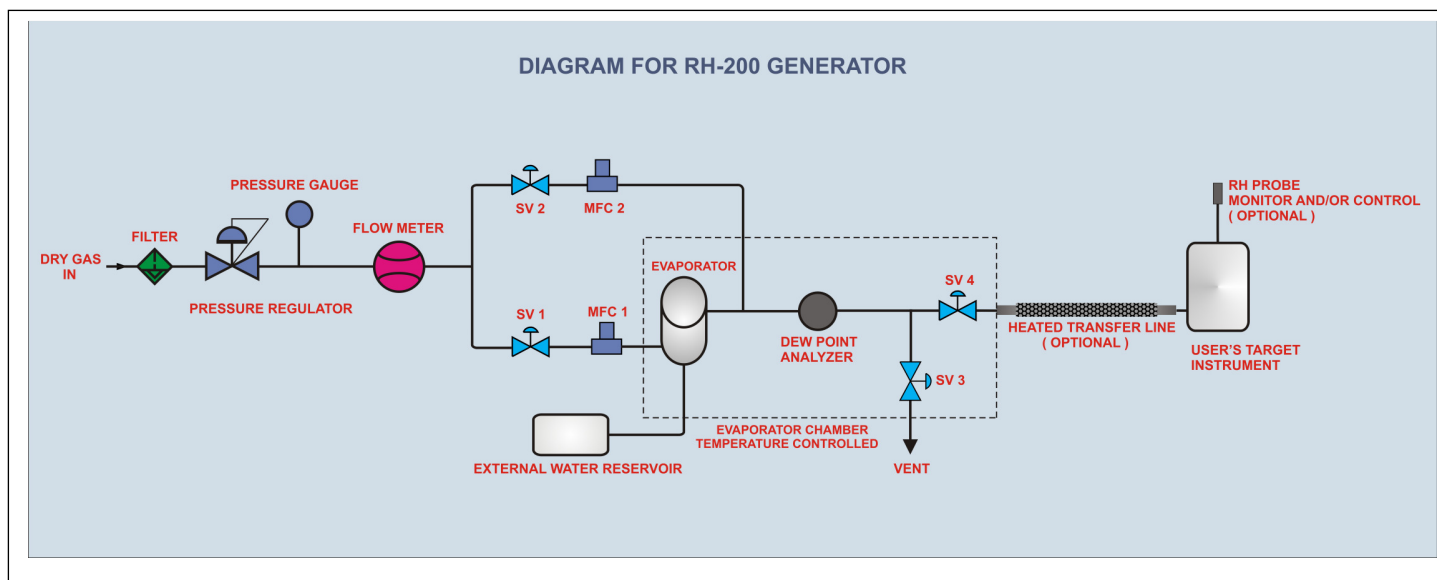 DIAGRAM FOR RH-200 GENERATOR
PRESSURE GAUGE
FILTER
DRY GAS
IN
PRESSURE REGULATOR
FLOW METER
SV 2
MFC 2
SV 1
MFC 1
EVAPORATOR
EXTERNAL WATER RESERVOIR
DEW POINT
ANALYZER
EVAPORATOR CHAMBER
TEMPERATURE CONTROLLED
SV 3
VENT
SV 4
HEATED TRANSFER LINE
( OPTIONAL )
RH PROBE
MONITOR AND/OR CONTROL
( OPTIONAL )
USER'S TARGET
INSTRUMENT